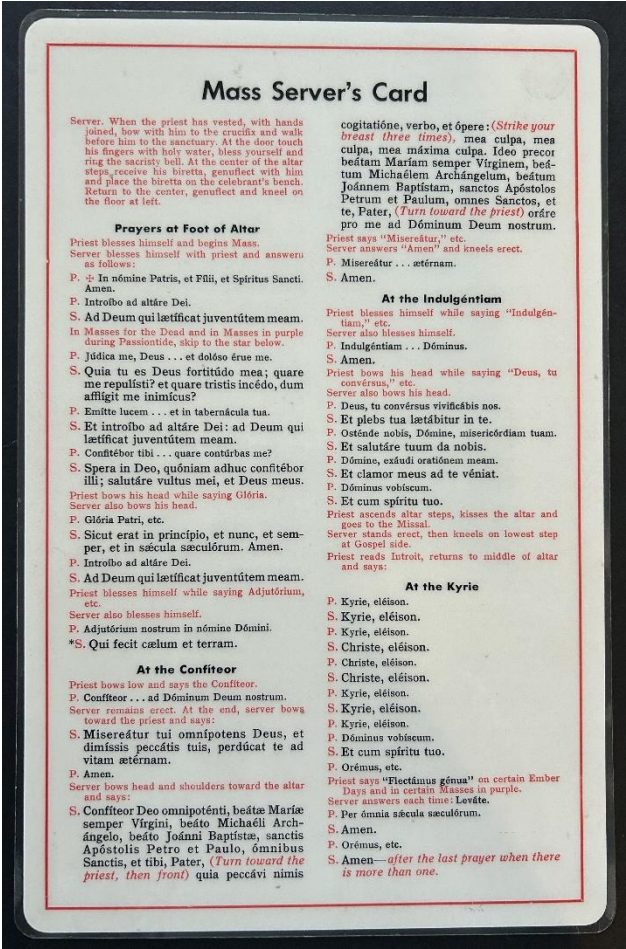 Mass Server's Card
Server. When the priest has vested, with hands
joined, bow with him to the crucifix and walk
before him to the sanctuary. At the door touch
his fingers with holy water, bless yourself and
ring the sacristy bell. At the center of the altar
steps receive his biretta, genuflect with him
and place the biretta on the celebrant's bench.
Return to the center, genuflect and kneel on
the floor at left.
Prayers at Foot of Altar
Priest blesses himself and begins Mass.
Server blesses himself with priest and answers
as follows:
P. ✠ In nómine Patris, et Fílii, et Spíritus Sancti.
Amen.
P. Introíbo ad altáre Dei.
S. Ad Deum qui lætíficat juventútem meam.
In Masses for the Dead and in Masses in purple
during Passiontide, skip to the star below.
P. Júdica me, Deus . . . et dolóso érue me.
S. Quia tu es Deus fortitúdo mea; quare
me repulísti? et quare tristis incédo, dum
afflígit me inimícus?
P. Emítte lucem . . . et in tabernácula tua.
S. Et introíbo ad altáre Dei: ad Deum qui
lætíficat juventútem meam.
P. Confitébor tibi . . . quare contúrbas me?
S. Spera in Deo, quóniam adhuc confitébor
illi; salutáre vultus mei, et Deus meus.
Priest bows his head while saying Glória.
Server also bows his head.
P. Glória Patri, etc.
S. Sicut erat in princípio, et nunc, et sem-
per, et in sǽcula sæculórum. Amen.
P. Introíbo ad altáre Dei.
S. Ad Deum qui lætíficat juventútem meam.
Priest blesses himself while saying Adjutórium,
etc.
Server also blesses himself.
P. Adjutórium nostrum in nómine Dómini.
*S. Qui fecit cælum et terram.
At the Confíteor
Priest bows low and says the Confíteor.
P. Confíteor . . . ad Dóminum Deum nostrum.
Server remains erect. At the end, server bows
toward the priest and says:
S. Misereátur tui omnípotens Deus, et
dimíssis peccátis tuis, perdúcat te ad
vitam ætérnam.
P. Amen.
Server bows head and shoulders toward the altar
and says:
S. Confíteor Deo omnipoténti, beátæ Maríæ
semper Vírgini, beáto Michaéli Arch-
ángelo, beáto Joánni Baptístæ, sanctis
Apóstolis Petro et Paulo, ómnibus
Sanctis, et tibi, Pater, (Turn toward the
priest, then front) quia peccávi nimis
cogitatióne, verbo, et ópere: (Strike your
breast three times), mea culpa, mea
culpa, mea máxima culpa. Ideo precor
beátam Maríam semper Vírginem, beá-
tum Michaélem Archángelum, beátum
Joánnem Baptístam, sanctos Apóstolos
Petrum et Paulum, omnes Sanctos, et
te, Pater, (Turn toward the priest) oráre
pro me ad Dóminum Deum nostrum.
Priest says "Misereátur," etc.
Server answers "Amen" and kneels erect.
P. Misereátur . . . ætérnam.
S. Amen.
At the Indulgéntiam
Priest blesses himself while saying "Indulgén-
tiam," etc.
Server also blesses himself.
P. Indulgéntiam . . . Dóminus.
S. Amen.
Priest bows his head while saying "Deus, tu
convérsus," etc.
Server also bows his head.
P. Deus, tu convérsus vivificábis nos.
S. Et plebs tua lætábitur in te.
P. Osténde nobis, Dómine, misericórdiam tuam.
S. Et salutáre tuum da nobis.
P. Dómine, exáudi oratiónem meam.
S. Et clamor meus ad te véniat.
P. Dóminus vobíscum.
S. Et cum spíritu tuo.
Priest ascends altar steps, kisses the altar and
goes to the Missal.
Server stands erect, then kneels on lowest step
at Gospel side.
Priest reads Introit, returns to middle of altar
and says:
At the Kyrie
P. Kyrie, eléison.
S. Kyrie, eléison.
P. Kyrie, eléison.
S. Christe, eléison.
P. Christe, eléison.
S. Christe, eléison.
P. Kyrie, eléison.
S. Kyrie, eléison.
P. Kyrie, eléison.
P. Dóminus vobíscum.
S. Et cum spíritu tuo.
P. Orémus, etc.
Priest says "Flectámus génua" on certain Ember
Days and in certain Masses in purple.
Server answers each time: Leváte.
P. Per ómnia sǽcula sæculórum.
S. Amen.
P. Orémus, etc.
S. Amen—after the last prayer when there
is more than one.